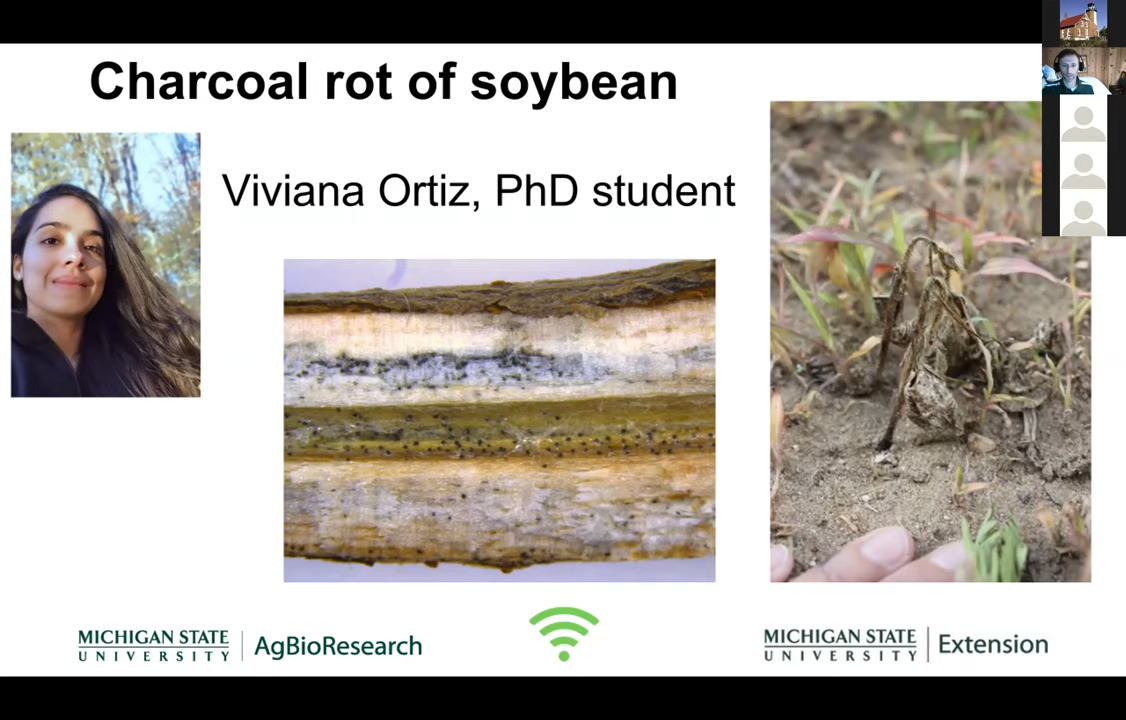 Charcoal rot of soybean
Viviana Ortiz, PhD student
MICHIGAN STATE
UNIVERSITY
AgBioResearch
MICHIGAN STATE
UNIVERSITY
Extension